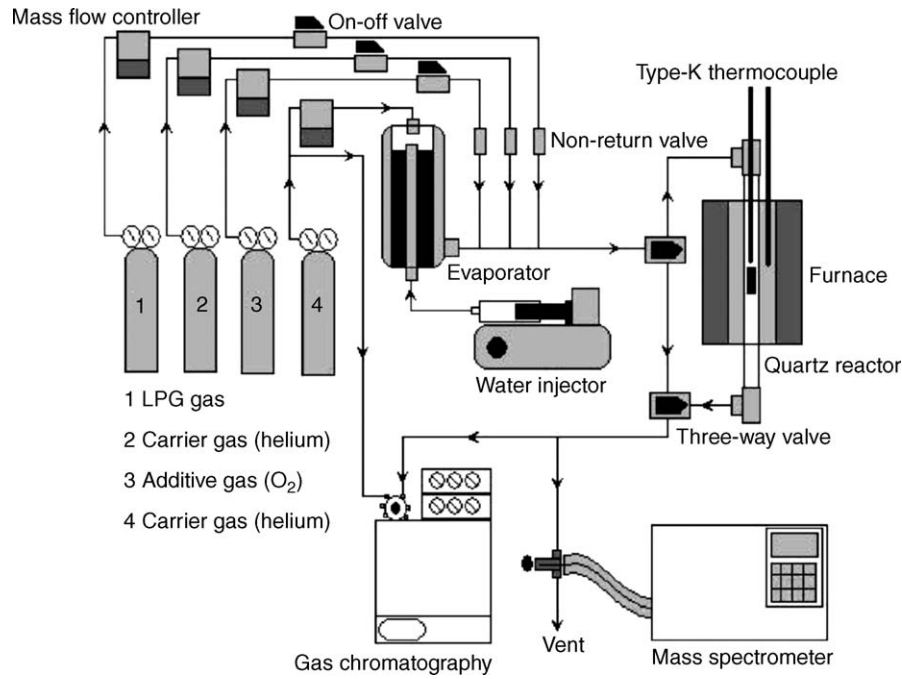 Mass flow controller
On-off valve
Type-K thermocouple
Non-return valve
Evaporator
Furnace
1 2 3 4
Water injector
Quartz reactor
Three-way valve
1 LPG gas
2 Carrier gas (helium)
3 Additive gas (O₂)
4 Carrier gas (helium)
Gas chromatography
Vent
Mass spectrometer